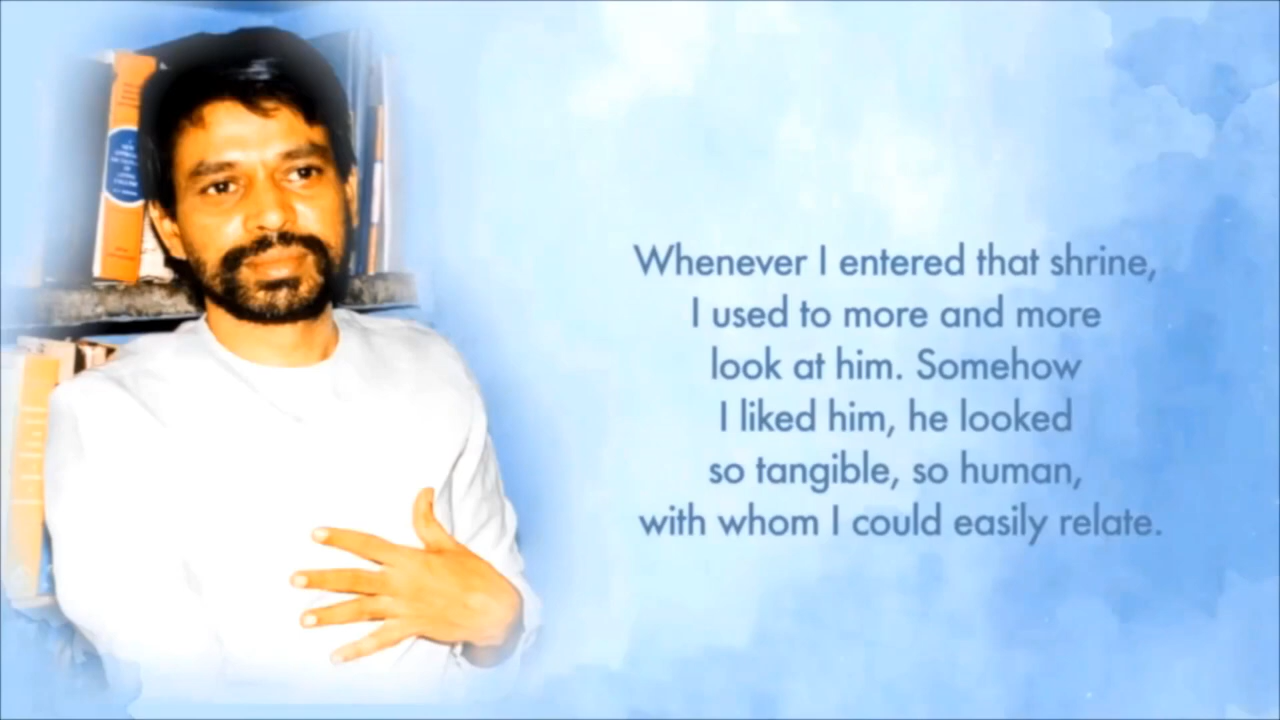 Whenever I entered that shrine,
I used to more and more
look at him. Somehow
I liked him, he looked
so tangible, so human,
with whom I could easily relate.